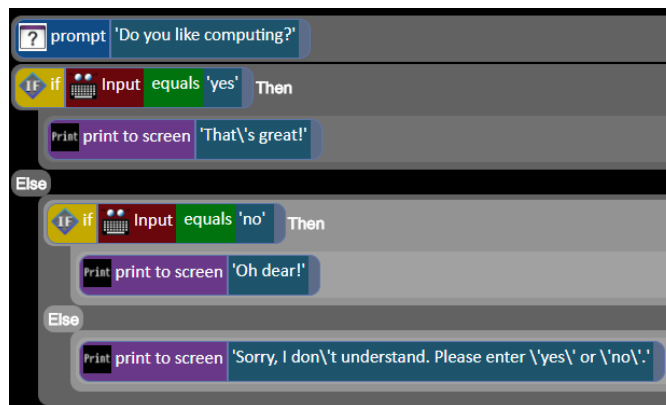 ? prompt 'Do you like computing?'
IF if Input equals 'yes' Then
Print print to screen 'That\'s great!'
Else
IF if Input equals 'no' Then
Print print to screen 'Oh dear!'
Else
Print print to screen 'Sorry, I don\'t understand. Please enter \'yes\' or \'no\'.'